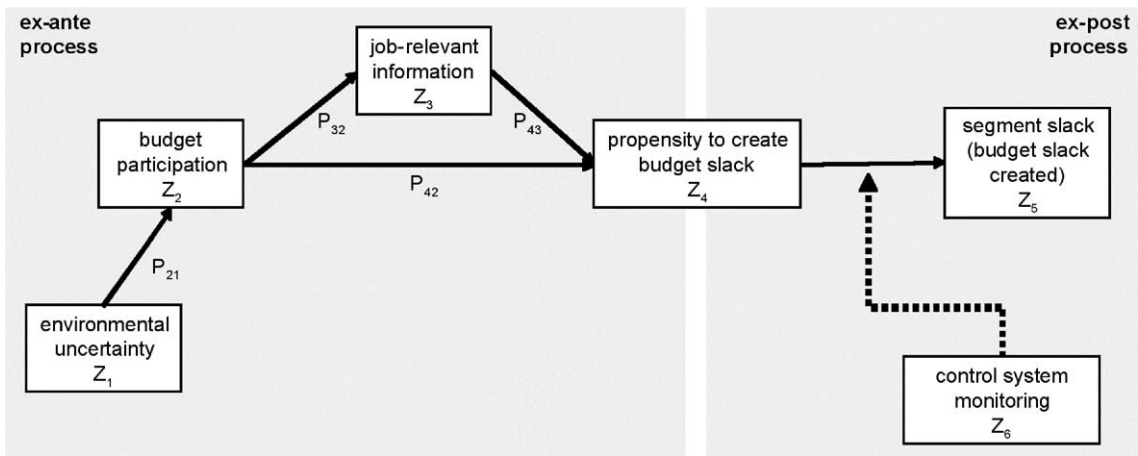 ex-ante
process
ex-post
process
job-relevant
information
Z3
P32
P43
budget
participation
Z2
P42
propensity to create
budget slack
Z4
segment slack
(budget slack
created)
Z5
P21
environmental
uncertainty
Z1
control system
monitoring
Z6